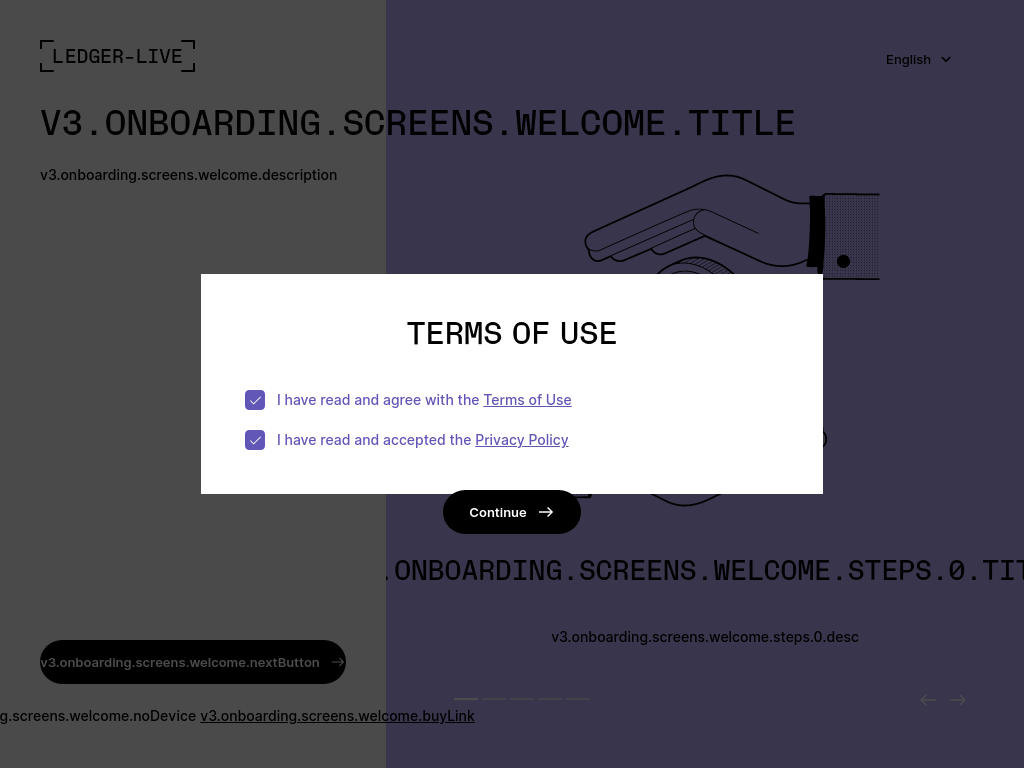 LEDGER-LIVE
English
V3.ONBOARDING.SCREENS.WELCOME.TITLE
v3.onboarding.screens.welcome.description
TERMS OF USE
I have read and agree with the Terms of Use
I have read and accepted the Privacy Policy
Continue
.ONBOARDING.SCREENS.WELCOME.STEPS.0.TIT
v3.onboarding.screens.welcome.steps.0.desc
v3.onboarding.screens.welcome.nextButton
g.screens.welcome.noDevice v3.onboarding.screens.welcome.buyLink